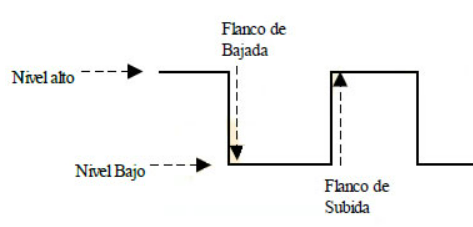 Flanco de
Bajada
Nivel alto
Nivel Bajo
Flanco de
Subida